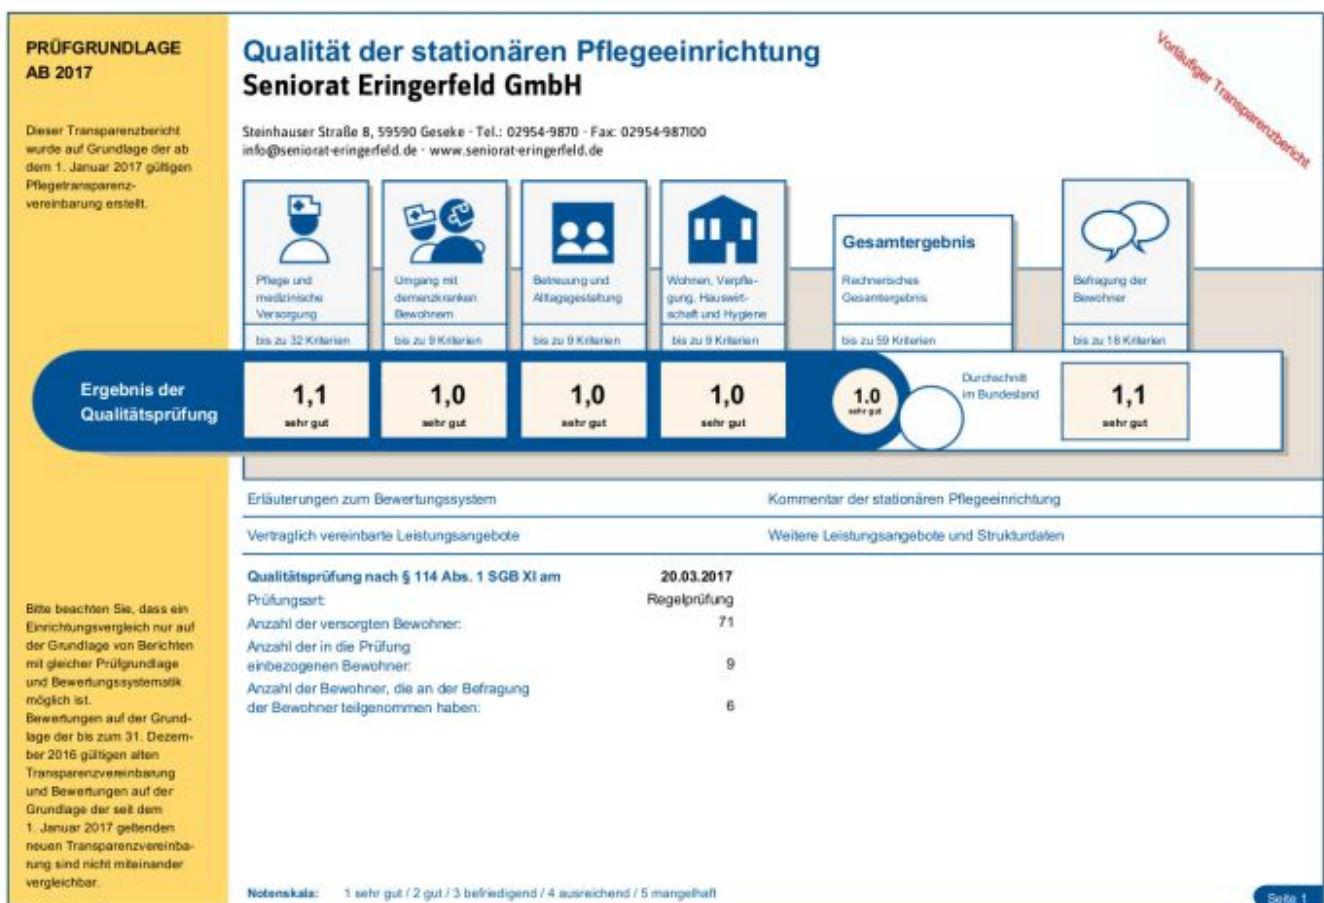 PRÜFGRUNDLAGE
AB 2017
Dieser Transparenzbericht
wurde auf Grundlage der ab
dem 1. Januar 2017 gültigen
Pflegetransparenz-
vereinbarung erstellt.
Qualität der stationären Pflegeeinrichtung
Seniorat Eringerfeld GmbH
Steinhauser Straße 8, 59590 Geseke · Tel.: 02954-9870 · Fax: 02954-987100
info@seniorat-eringerfeld.de · www.seniorat-eringerfeld.de
Vorläufiger Transparenzbericht
Pflege und
medizinische
Versorgung
bis zu 32 Kriterien
Umgang mit
demenzkranken
Bewohnern
bis zu 9 Kriterien
Betreuung und
Alltagsgestaltung
bis zu 9 Kriterien
Wohnen, Verpfle-
gung, Hauswirt-
schaft und Hygiene
bis zu 9 Kriterien
Gesamtergebnis
Rechnerisches
Gesamtergebnis
bis zu 59 Kriterien
Befragung der
Bewohner
bis zu 18 Kriterien
Ergebnis der
Qualitätsprüfung
1,1
sehr gut
1,0
sehr gut
1,0
sehr gut
1,0
sehr gut
1.0
sehr gut
Durchschnitt
im Bundesland
1,1
sehr gut
Erläuterungen zum Bewertungssystem
Kommentar der stationären Pflegeeinrichtung
Vertraglich vereinbarte Leistungsangebote
Weitere Leistungsangebote und Strukturdaten
Qualitätsprüfung nach § 114 Abs. 1 SGB XI am 20.03.2017
Prüfungsart: Regelprüfung
Anzahl der versorgten Bewohner: 71
Anzahl der in die Prüfung
einbezogenen Bewohner: 9
Anzahl der Bewohner, die an der Befragung
der Bewohner teilgenommen haben: 6
Bitte beachten Sie, dass ein
Einrichtungsvergleich nur auf
der Grundlage von Berichten
mit gleicher Prüfgrundlage
und Bewertungssystematik
möglich ist.
Bewertungen auf der Grund-
lage der bis zum 31. Dezem-
ber 2016 gültigen alten
Transparenzvereinbarung
und Bewertungen auf der
Grundlage der seit dem
1. Januar 2017 geltenden
neuen Transparenzvereinba-
rung sind nicht miteinander
vergleichbar.
Notenskala: 1 sehr gut / 2 gut / 3 befriedigend / 4 ausreichend / 5 mangelhaft
Seite 1